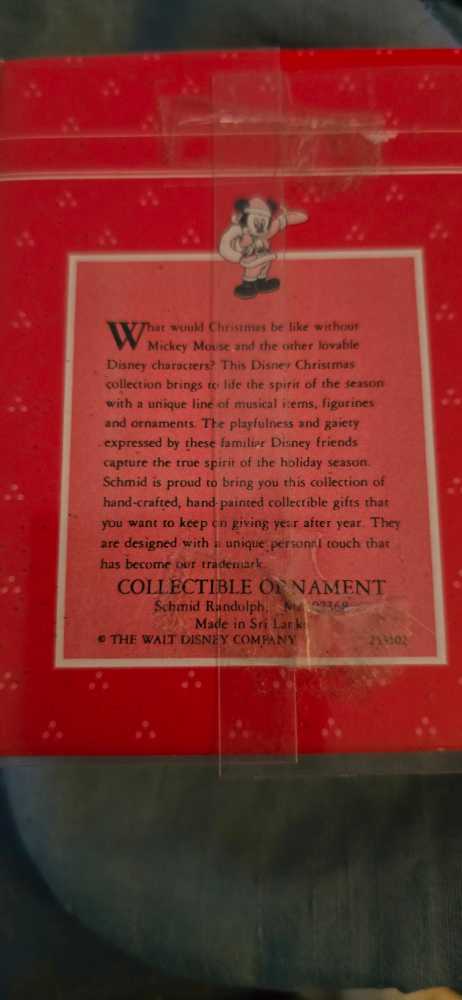 What would Christmas be like without
Mickey Mouse and the other lovable
Disney characters? This Disney Christmas
collection brings to life the spirit of the season
with a unique line of musical items, figurines
and ornaments. The playfulness and gaiety
expressed by these familiar Disney friends
capture the true spirit of the holiday season.
Schmid is proud to bring you this collection of
hand-crafted, hand-painted collectible gifts that
you want to keep on giving year after year. They
are designed with a unique personal touch that
has become our trademark.
COLLECTIBLE ORNAMENT
Schmid Randolph, MA 02368
Made in Sri Lanka
© THE WALT DISNEY COMPANY